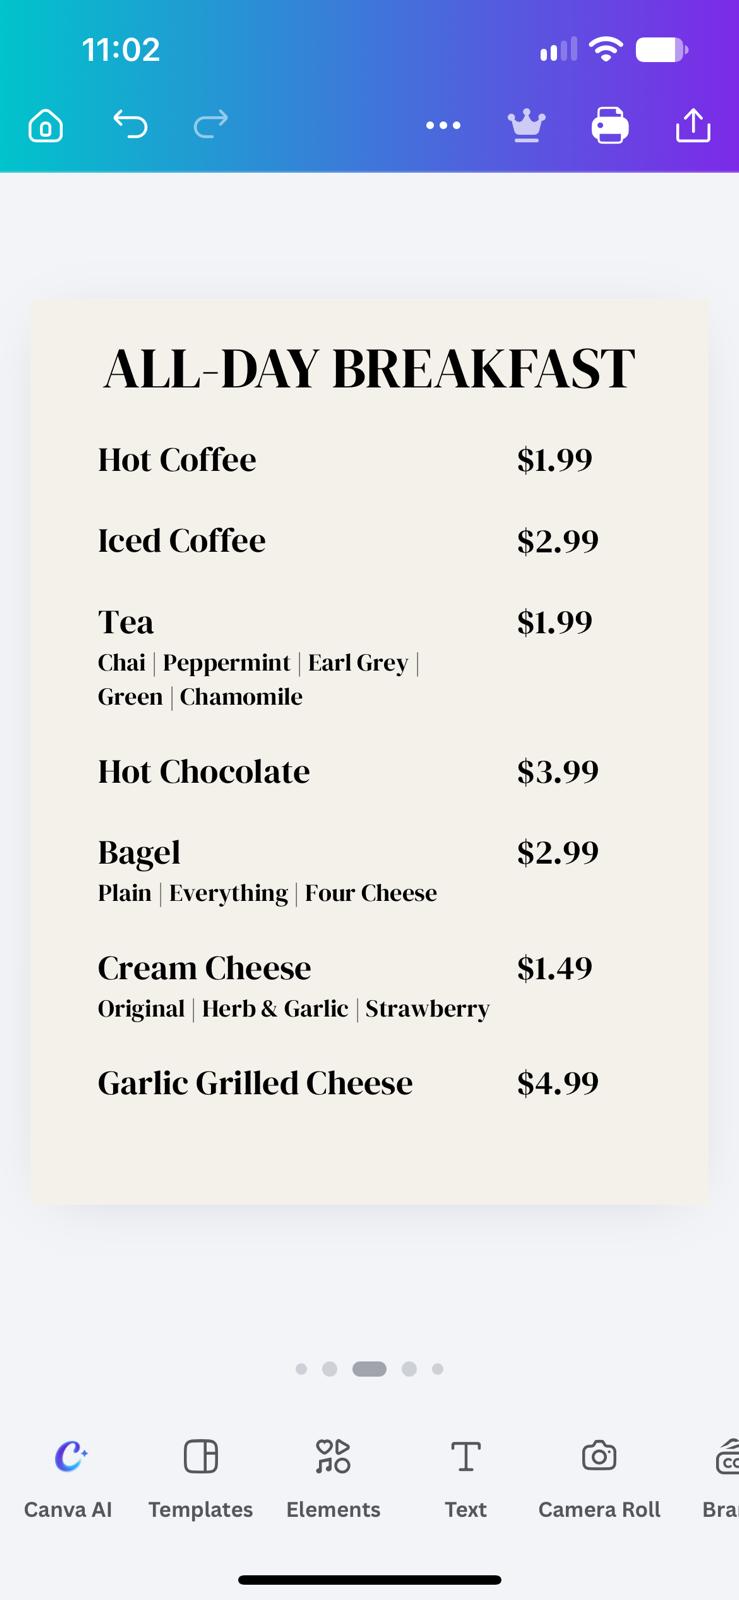 11:02
ALL-DAY BREAKFAST
Hot Coffee $1.99
Iced Coffee $2.99
Tea $1.99
Chai | Peppermint | Earl Grey |
Green | Chamomile
Hot Chocolate $3.99
Bagel $2.99
Plain | Everything | Four Cheese
Cream Cheese $1.49
Original | Herb & Garlic | Strawberry
Garlic Grilled Cheese $4.99
Canva AI Templates Elements Text Camera Roll